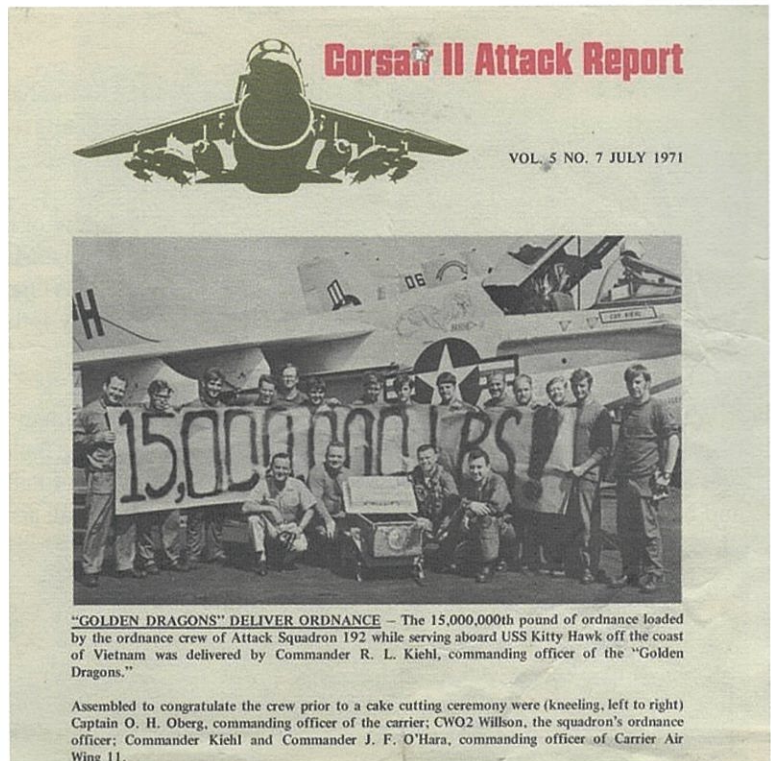 Corsair II Attack Report
VOL. 5 NO. 7 JULY 1971
H
06
CDR KIEHL
15,000,000 LBS!
"GOLDEN DRAGONS" DELIVER ORDNANCE – The 15,000,000th pound of ordnance loaded
by the ordnance crew of Attack Squadron 192 while serving aboard USS Kitty Hawk off the coast
of Vietnam was delivered by Commander R. L. Kiehl, commanding officer of the "Golden
Dragons."
Assembled to congratulate the crew prior to a cake cutting ceremony were (kneeling, left to right)
Captain O. H. Oberg, commanding officer of the carrier; CWO2 Willson, the squadron's ordnance
officer; Commander Kiehl and Commander J. F. O'Hara, commanding officer of Carrier Air
Wing 11.